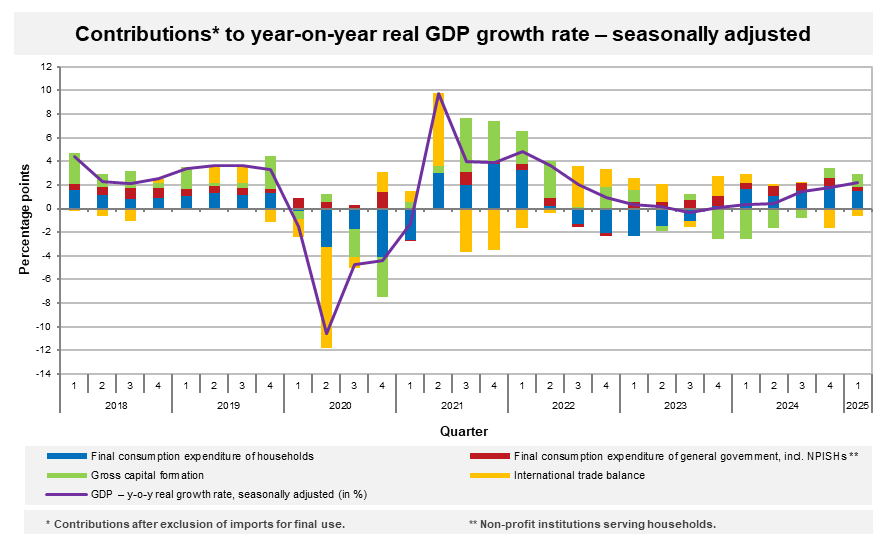 Contributions* to year-on-year real GDP growth rate – seasonally adjusted
Percentage points
12
10
8
6
4
2
0
-2
-4
-6
-8
-10
-12
-14
1 2 3 4 1 2 3 4 1 2 3 4 1 2 3 4 1 2 3 4 1 2 3 4 1 2 3 4 1
2018 2019 2020 2021 2022 2023 2024 2025
Quarter
Final consumption expenditure of households
Final consumption expenditure of general government, incl. NPISHs **
Gross capital formation
International trade balance
GDP – y-o-y real growth rate, seasonally adjusted (in %)
* Contributions after exclusion of imports for final use.
** Non-profit institutions serving households.